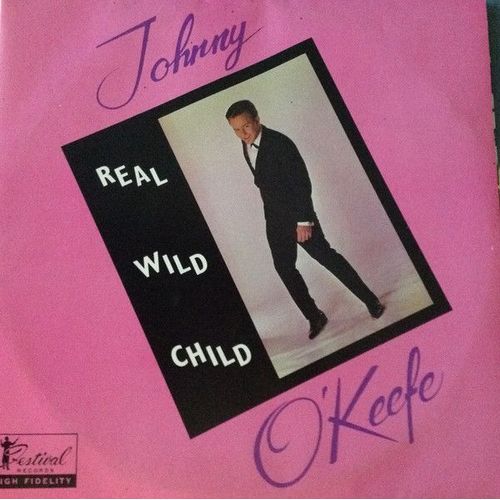 Johnny
REAL
WILD
CHILD
O'Keefe
Festival
RECORDS
HIGH FIDELITY